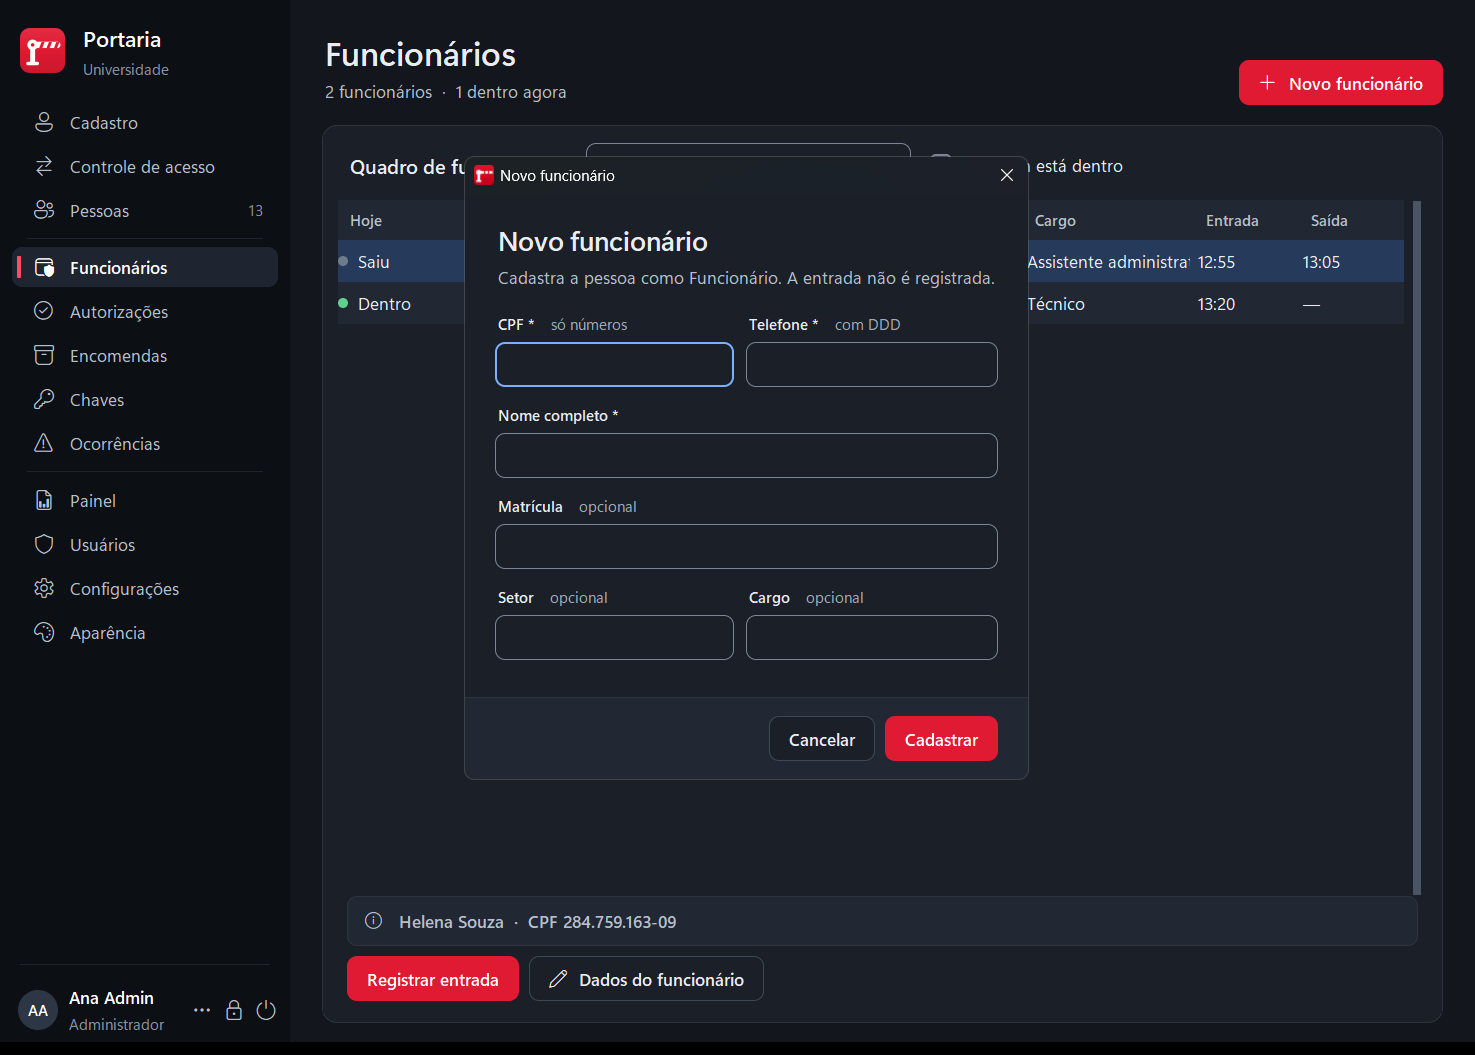 Portaria
Universidade
Cadastro
Controle de acesso
Pessoas 13
Funcionários
Autorizações
Encomendas
Chaves
Ocorrências
Painel
Usuários
Configurações
Aparência
AA
Ana Admin
Administrador
Funcionários
2 funcionários · 1 dentro agora
+ Novo funcionário
Quadro de
está dentro
Hoje Cargo Entrada Saída
Saiu Assistente 12:55 13:05
Dentro Técnico 13:20 —
Novo funcionário
Novo funcionário
Cadastra a pessoa como Funcionário. A entrada não é registrada.
CPF * só números Telefone * com DDD
Nome completo *
Matrícula opcional
Setor opcional Cargo opcional
Cancelar Cadastrar
Helena Souza · CPF 284.759.163-09
Registrar entrada Dados do funcionário